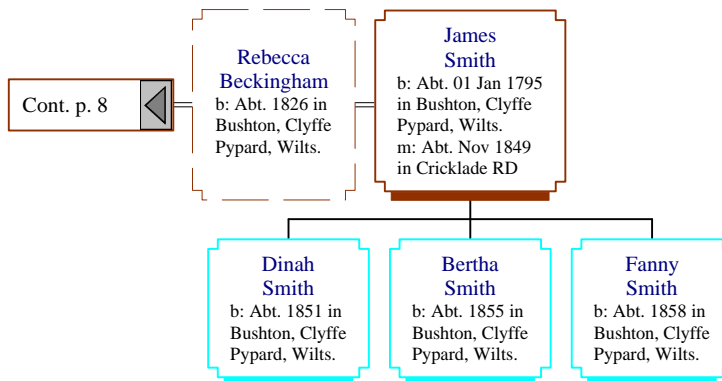 Cont. p. 8
Rebecca
Beckingham
b: Abt. 1826 in
Bushton, Clyffe
Pypard, Wilts.
James
Smith
b: Abt. 01 Jan 1795
in Bushton, Clyffe
Pypard, Wilts.
m: Abt. Nov 1849
in Cricklade RD
Dinah
Smith
b: Abt. 1851 in
Bushton, Clyffe
Pypard, Wilts.
Bertha
Smith
b: Abt. 1855 in
Bushton, Clyffe
Pypard, Wilts.
Fanny
Smith
b: Abt. 1858 in
Bushton, Clyffe
Pypard, Wilts.